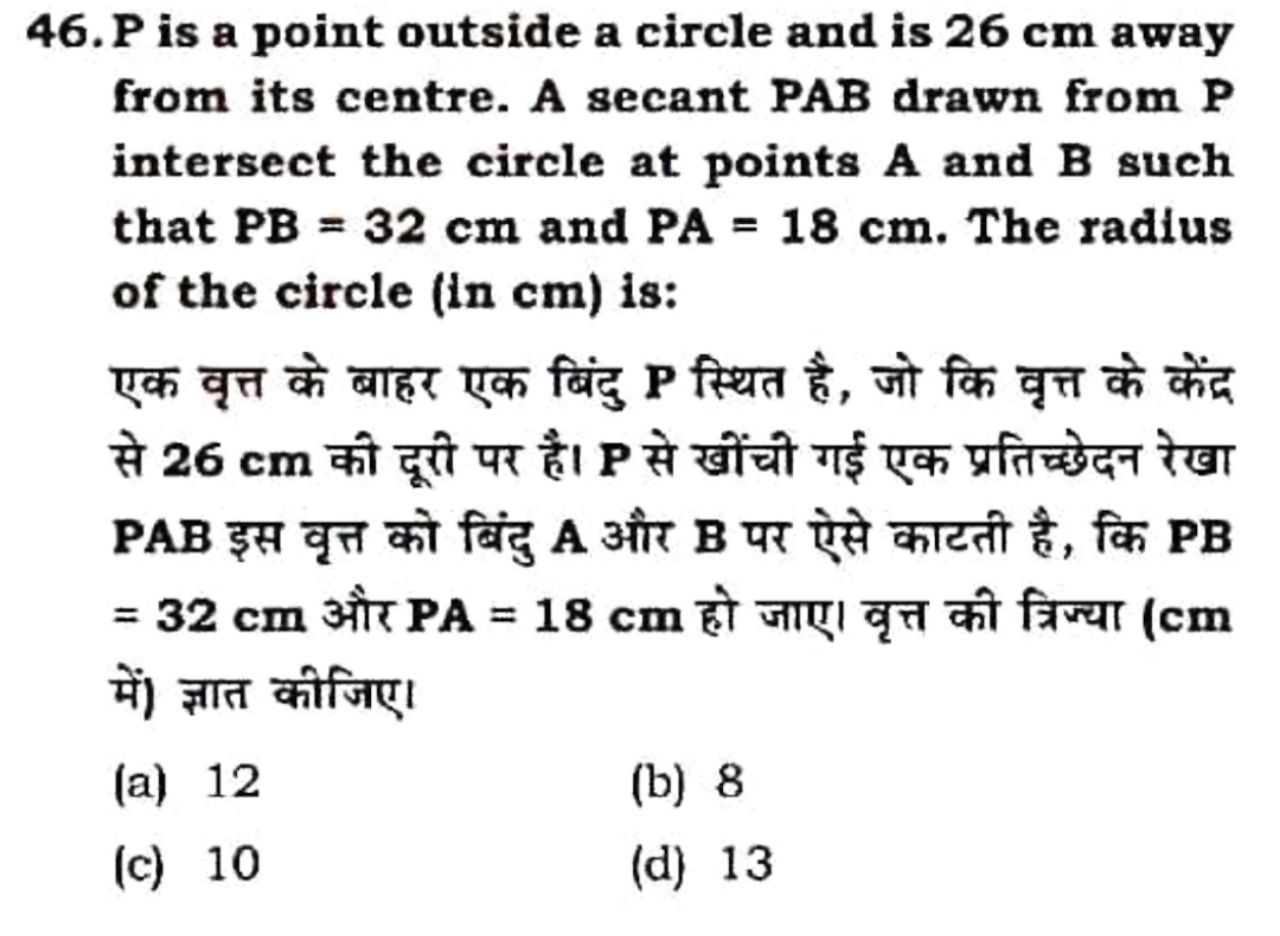 46. P is a point outside a circle and is 26 cm away
from its centre. A secant PAB drawn from P
intersect the circle at points A and B such
that PB = 32 cm and PA = 18 cm. The radius
of the circle (in cm) is:
एक वृत्त के बाहर एक बिंदु P स्थित है, जो कि वृत्त के केंद्र
से 26 cm की दूरी पर है। P से खींची गई एक प्रतिच्छेदन रेखा
PAB इस वृत्त को बिंदु A और B पर ऐसे काटती है, कि PB
= 32 cm और PA = 18 cm हो जाए। वृत्त की त्रिज्या (cm
में) ज्ञात कीजिए।
(a) 12 (b) 8
(c) 10 (d) 13